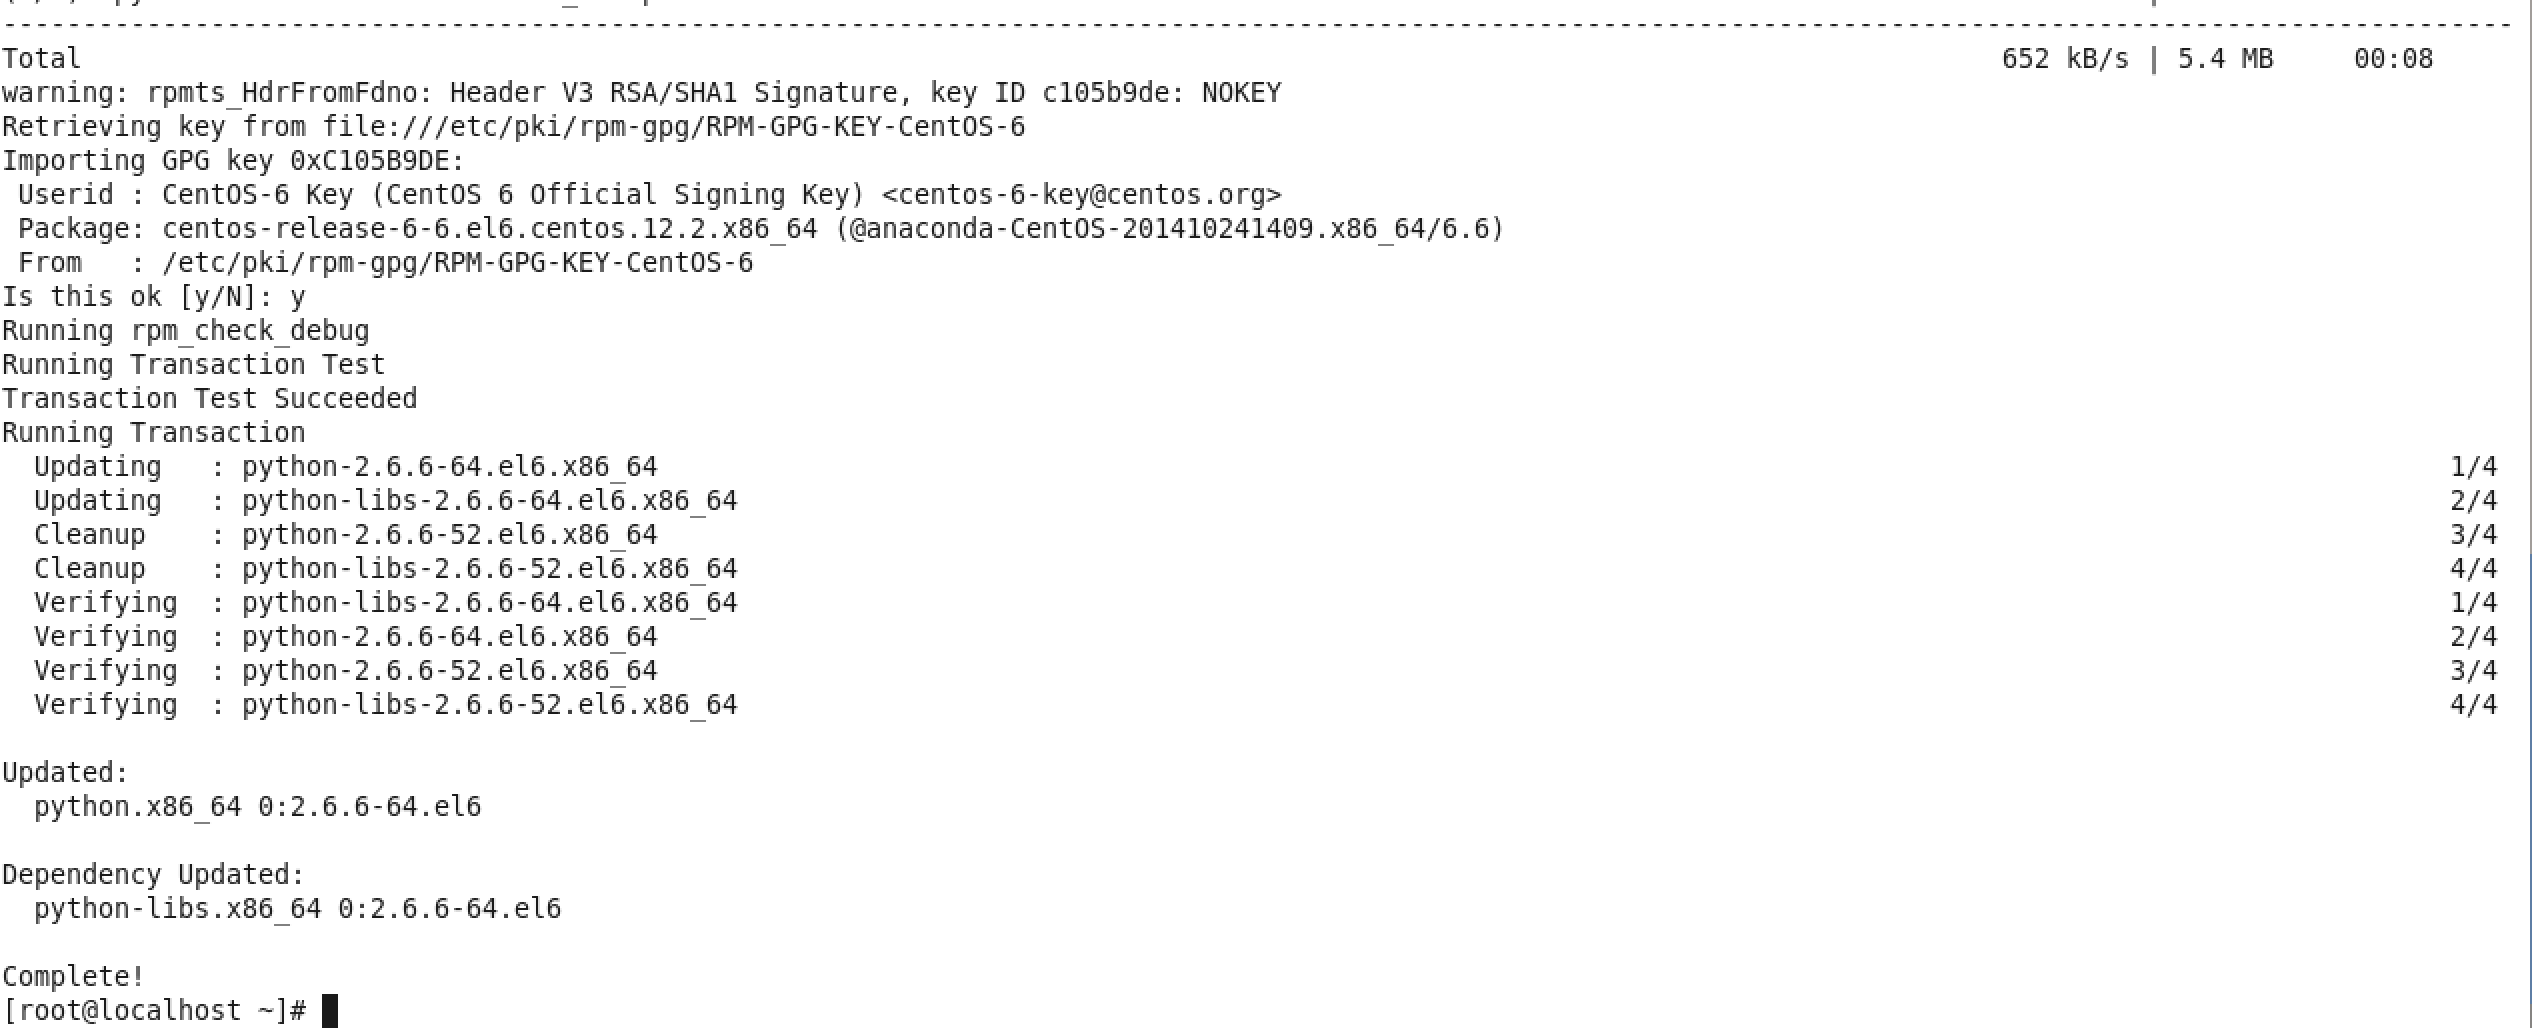 Total 652 kB/s | 5.4 MB 00:08
warning: rpmts_HdrFromFdno: Header V3 RSA/SHA1 Signature, key ID c105b9de: NOKEY
Retrieving key from file:///etc/pki/rpm-gpg/RPM-GPG-KEY-CentOS-6
Importing GPG key 0xC105B9DE:
 Userid : CentOS-6 Key (CentOS 6 Official Signing Key) <centos-6-key@centos.org>
 Package: centos-release-6-6.el6.centos.12.2.x86_64 (@anaconda-CentOS-201410241409.x86_64/6.6)
 From   : /etc/pki/rpm-gpg/RPM-GPG-KEY-CentOS-6
Is this ok [y/N]: y
Running rpm_check_debug
Running Transaction Test
Transaction Test Succeeded
Running Transaction
  Updating   : python-2.6.6-64.el6.x86_64 1/4
  Updating   : python-libs-2.6.6-64.el6.x86_64 2/4
  Cleanup    : python-2.6.6-52.el6.x86_64 3/4
  Cleanup    : python-libs-2.6.6-52.el6.x86_64 4/4
  Verifying  : python-libs-2.6.6-64.el6.x86_64 1/4
  Verifying  : python-2.6.6-64.el6.x86_64 2/4
  Verifying  : python-2.6.6-52.el6.x86_64 3/4
  Verifying  : python-libs-2.6.6-52.el6.x86_64 4/4
Updated:
  python.x86_64 0:2.6.6-64.el6
Dependency Updated:
  python-libs.x86_64 0:2.6.6-64.el6
Complete!
[root@localhost ~]#